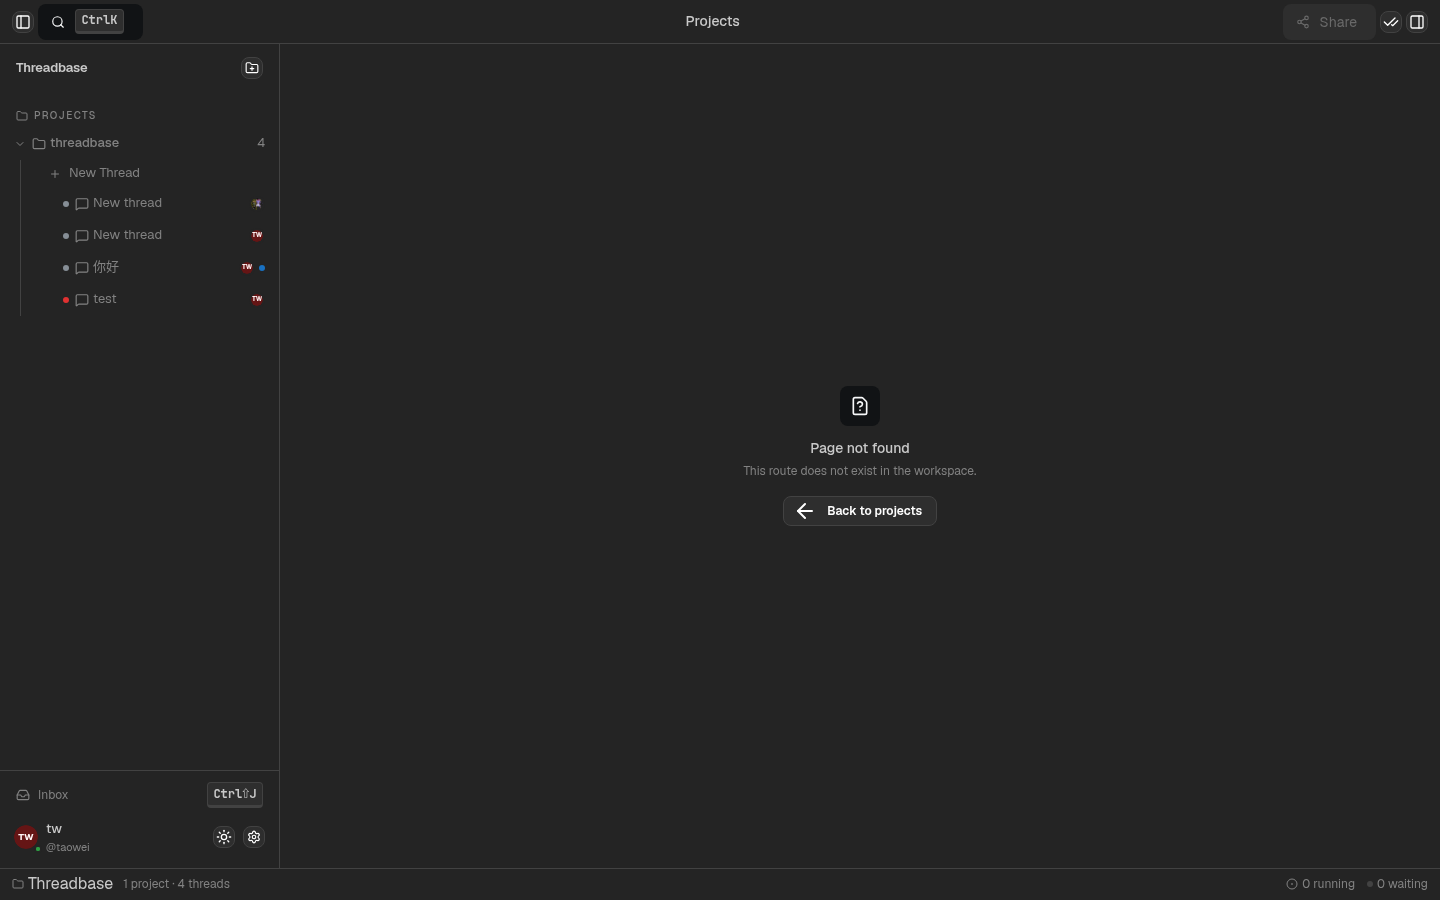 CtrlK
Projects
Share
Threadbase
PROJECTS
threadbase 4
New Thread
New thread
New thread TW
你好 TW
test TW
Page not found
This route does not exist in the workspace.
Back to projects
Inbox Ctrl⇧J
TW tw
@taowei
Threadbase 1 project · 4 threads 0 running 0 waiting